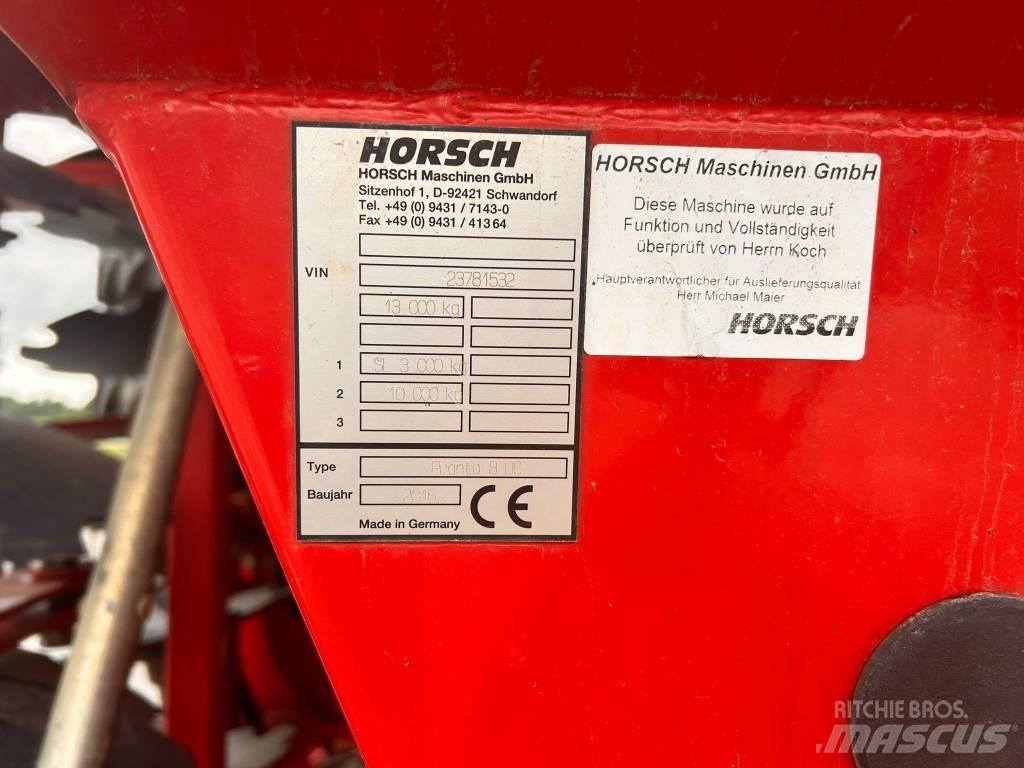 HORSCH
HORSCH Maschinen GmbH
Sitzenhof 1, D-92421 Schwandorf
Tel. +49 (0) 9431 / 7143-0
Fax +49 (0) 9431 / 413 64
VIN 23781532
13 000 kg
1 SL 3 000 kg
2 10 000 kg
3
Type Pronto 8 DC
Baujahr 2016 CE
Made in Germany
HORSCH Maschinen GmbH
Diese Maschine wurde auf
Funktion und Vollständigkeit
überprüft von Herrn Koch
Hauptverantwortlicher für Auslieferungsqualität
Herr Michael Maier
HORSCH
RITCHIE BROS.
MASCUS